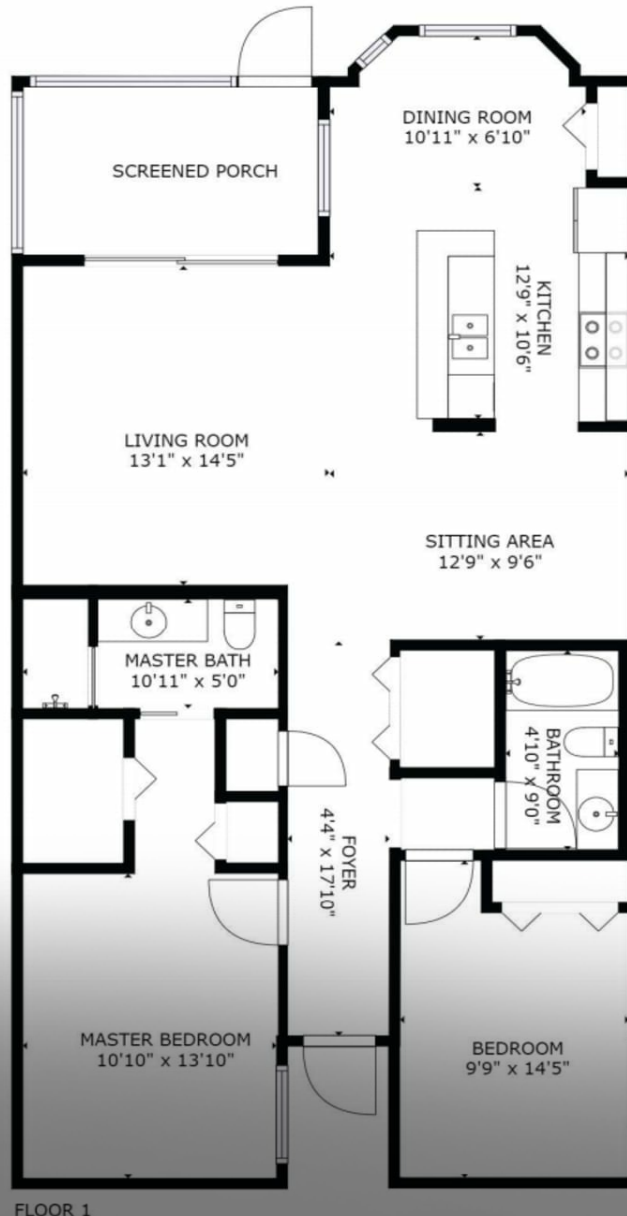 DINING ROOM
10'11" x 6'10"
SCREENED PORCH
KITCHEN
12'9" x 10'6"
LIVING ROOM
13'1" x 14'5"
SITTING AREA
12'9" x 9'6"
MASTER BATH
10'11" x 5'0"
BATHROOM
4'10" x 9'0"
FOYER
4'4" x 17'10"
MASTER BEDROOM
10'10" x 13'10"
BEDROOM
9'9" x 14'5"
FLOOR 1